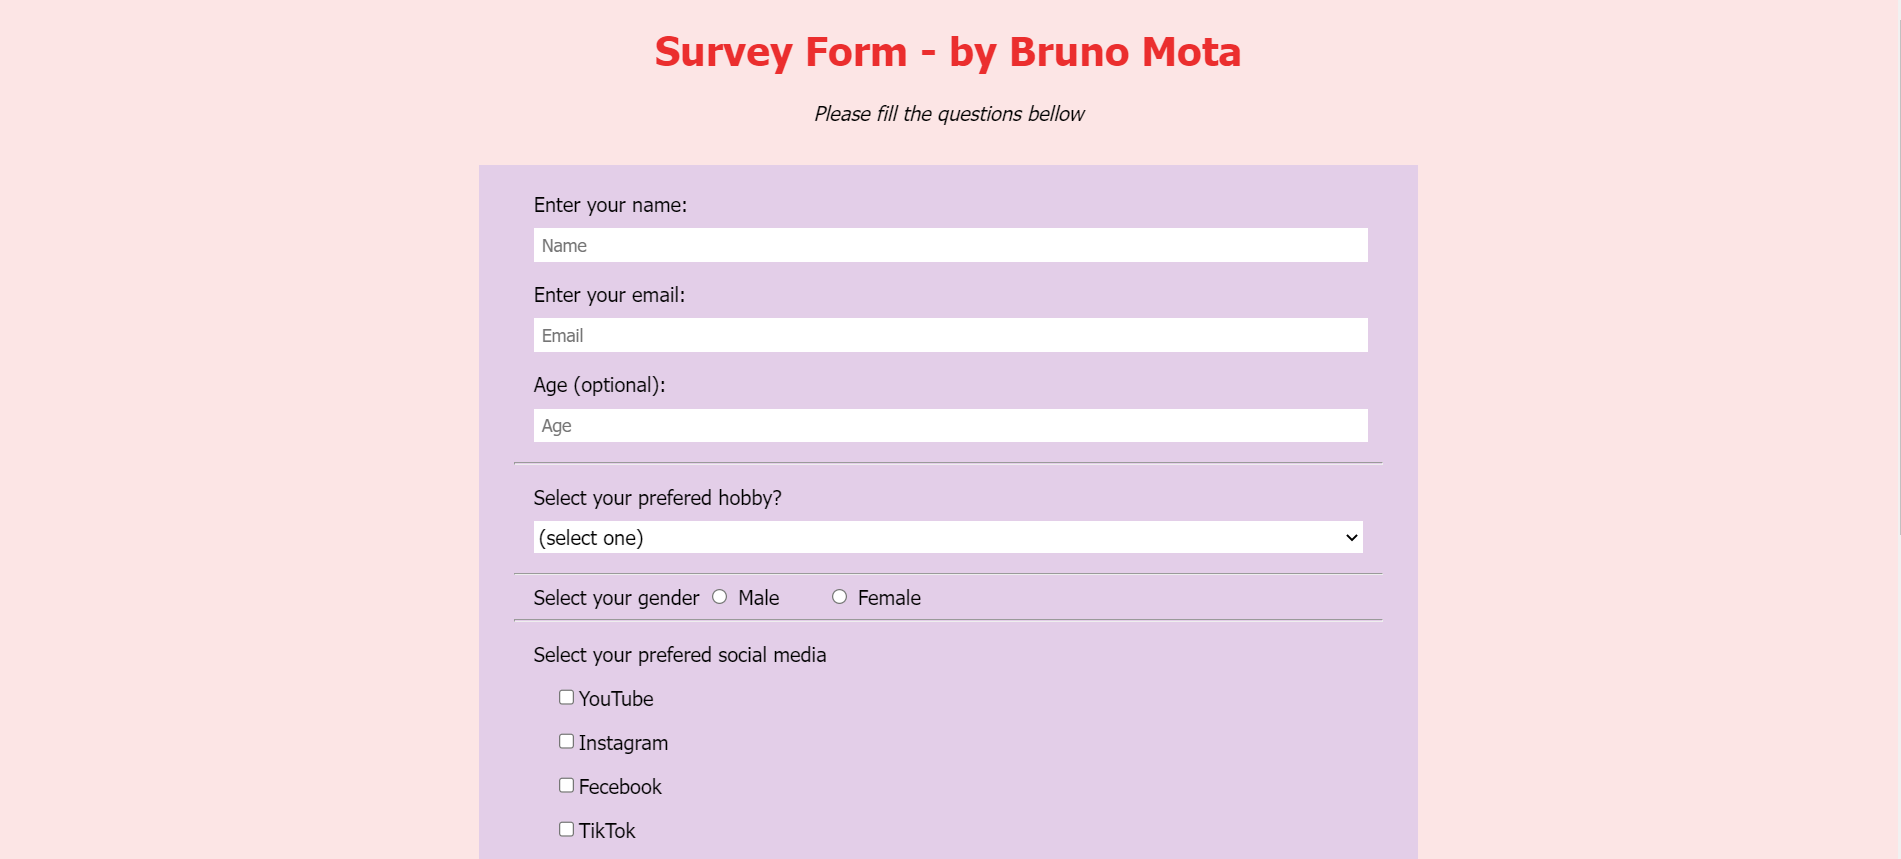 Survey Form - by Bruno Mota
Please fill the questions bellow
Enter your name:
Name
Enter your email:
Email
Age (optional):
Age
Select your prefered hobby?
(select one)
Select your gender Male Female
Select your prefered social media
YouTube
Instagram
Fecebook
TikTok